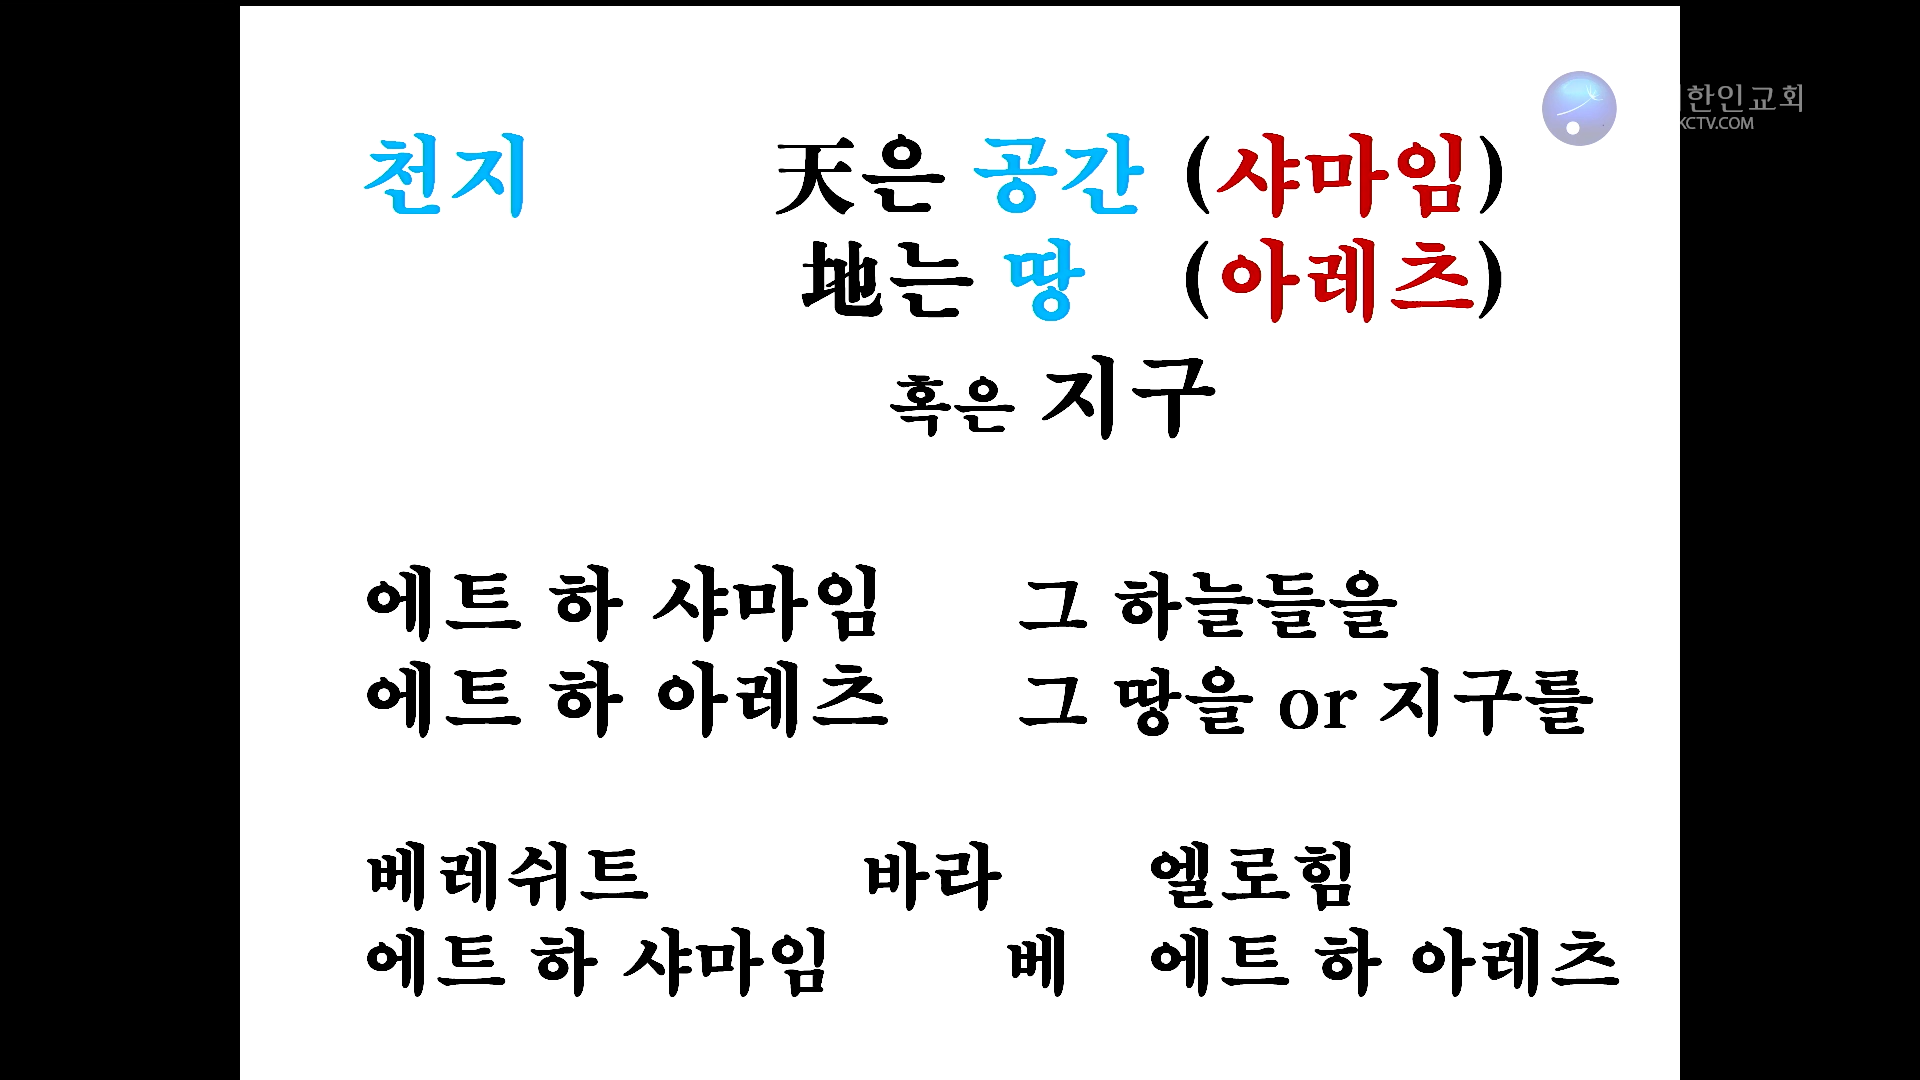 한인교회
KCTV.COM
천지 天은 공간 (샤마임)
地는 땅 (아레츠)
혹은 지구
에트 하 샤마임 그 하늘들을
에트 하 아레츠 그 땅을 or 지구를
베레쉬트 바라 엘로힘
에트 하 샤마임 베 에트 하 아레츠